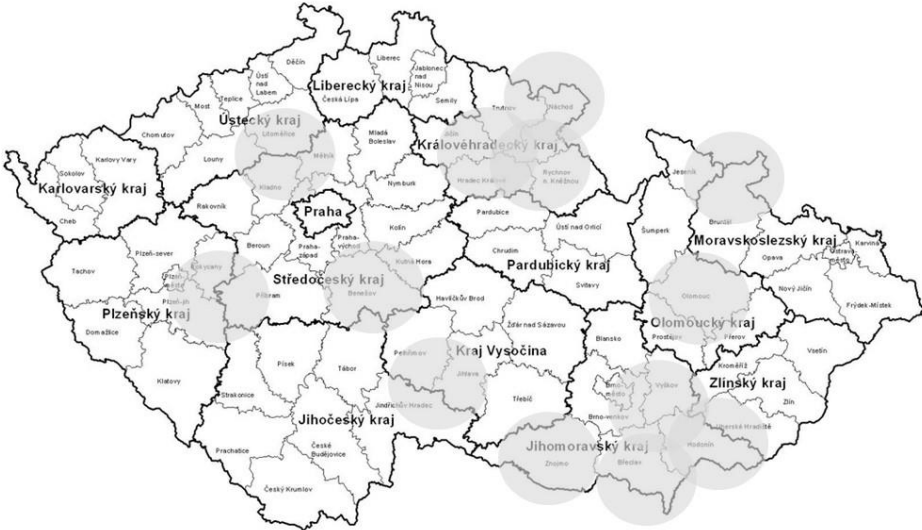 Děčín
Liberec
Ústí
nad
Labem
Jablonec
nad
Nisou
Teplice
Liberecký kraj
Česká Lípa
Semily
Most
Trutnov
Náchod
Ústecký kraj
Chomutov
Litoměřice
Mladá
Boleslav
Jičín
Královéhradecký kraj
Louny
Mělník
Karlovy Vary
Sokolov
Karlovarský kraj
Kladno
Nymburk
Hradec Králové
Rychnov
n. Kněžnou
Jeseník
Rakovník
Praha
Pardubice
Cheb
Kolín
Ústí nad Orlicí
Šumperk
Bruntál
Moravskoslezský kraj
Karviná
Ostrava
město
Opava
Beroun
Praha-
západ
Praha-
východ
Plzeň-sever
Chrudim
Pardubický kraj
Kutná Hora
Tachov
Rokycany
Plzeň
město
Středočeský kraj
Svitavy
Nový Jičín
Příbram
Benešov
Olomouc
Havlíčkův Brod
Frýdek-Místek
Plzeň-jih
Plzeňský kraj
Olomoucký kraj
Domažlice
Žďár nad Sázavou
Blansko
Prostějov
Přerov
Pelhřimov
Kraj Vysočina
Vsetín
Písek
Tábor
Kroměříž
Jihlava
Klatovy
Zlínský kraj
Vyškov
Brno-
město
Strakonice
Třebíč
Zlín
Jindřichův Hradec
Brno-venkov
Jihočeský kraj
Uherské Hradiště
Jihomoravský kraj
Hodonín
Prachatice
České
Budějovice
Znojmo
Břeclav
Český Krumlov